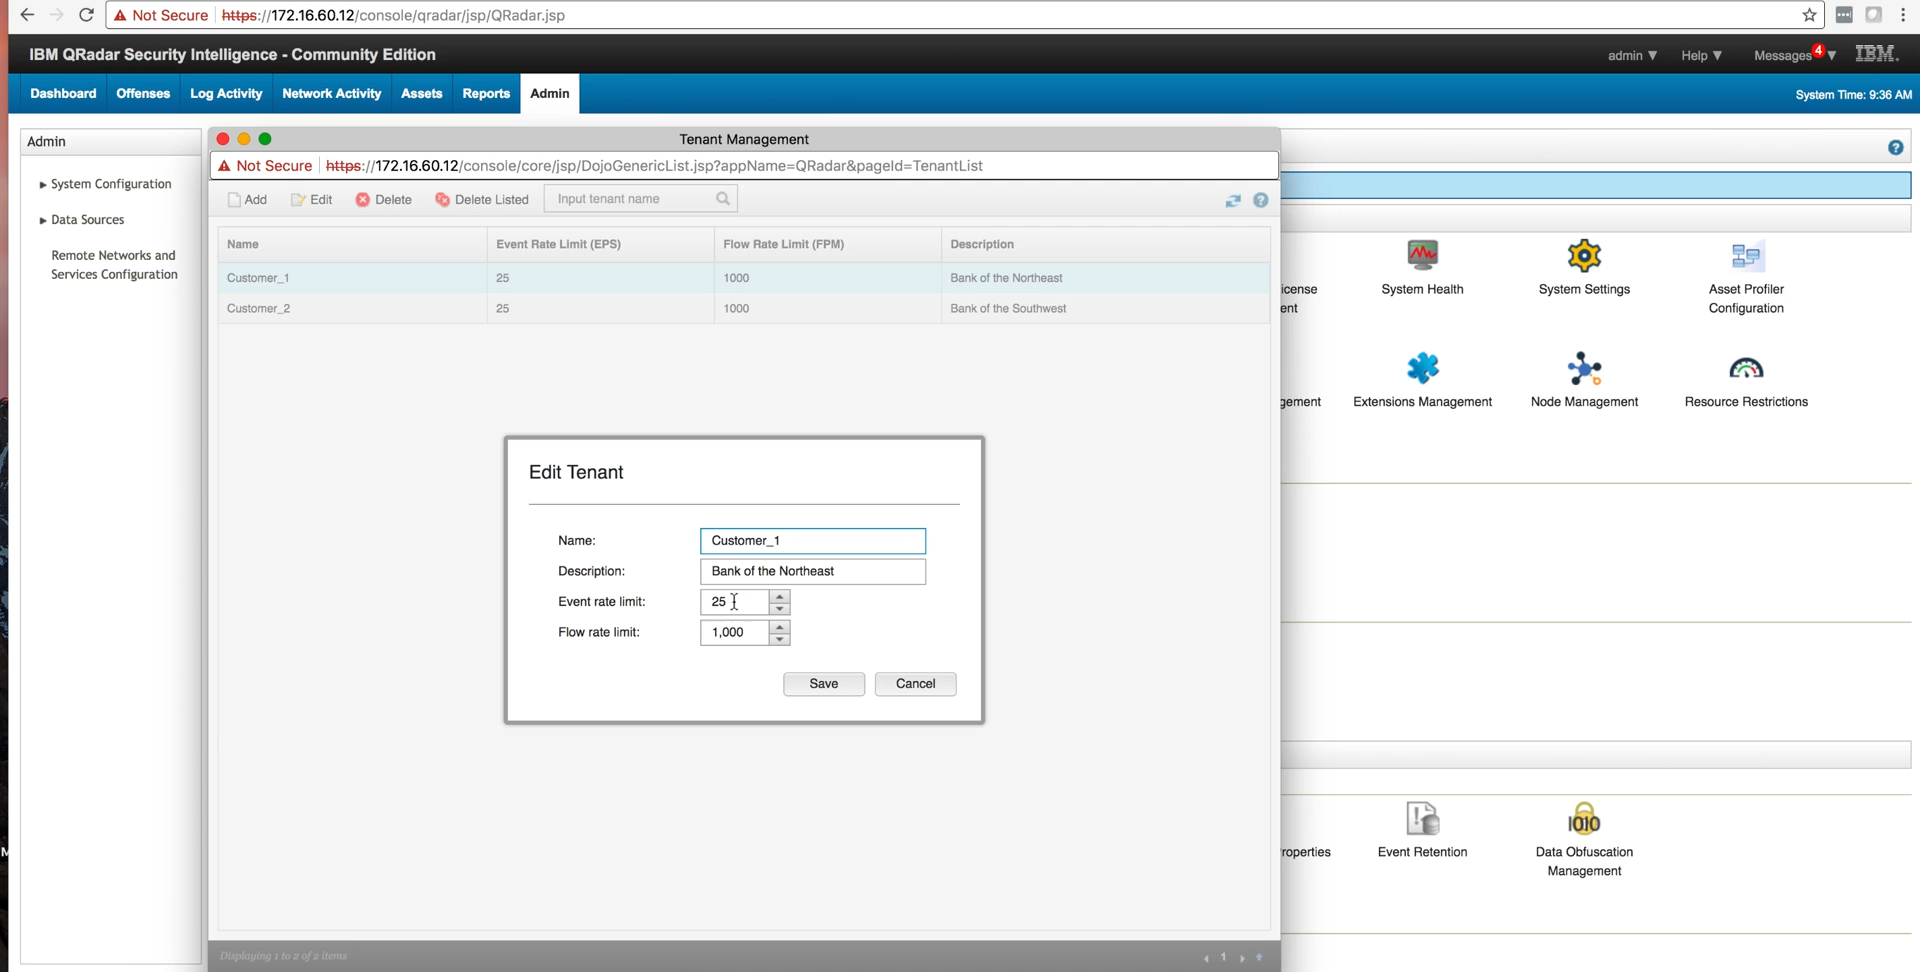 Not Secure https://172.16.60.12/console/qradar/jsp/QRadar.jsp
IBM QRadar Security Intelligence - Community Edition
admin ▼ Help ▼ Messages 4 ▼ IBM.
Dashboard Offenses Log Activity Network Activity Assets Reports Admin
System Time: 9:36 AM
Admin
System Configuration
Data Sources
Remote Networks and
Services Configuration
Tenant Management
Not Secure https://172.16.60.12/console/core/jsp/DojoGenericList.jsp?appName=QRadar&pageId=TenantList
Add Edit Delete Delete Listed Input tenant name
Name Event Rate Limit (EPS) Flow Rate Limit (FPM) Description
Customer_1 25 1000 Bank of the Northeast
Customer_2 25 1000 Bank of the Southwest
Edit Tenant
Name: Customer_1
Description: Bank of the Northeast
Event rate limit: 25
Flow rate limit: 1,000
Save Cancel
Displaying 1 to 2 of 2 items
1
System Health
System Settings
Asset Profiler
Configuration
Extensions Management
Node Management
Resource Restrictions
Event Retention
Data Obfuscation
Management